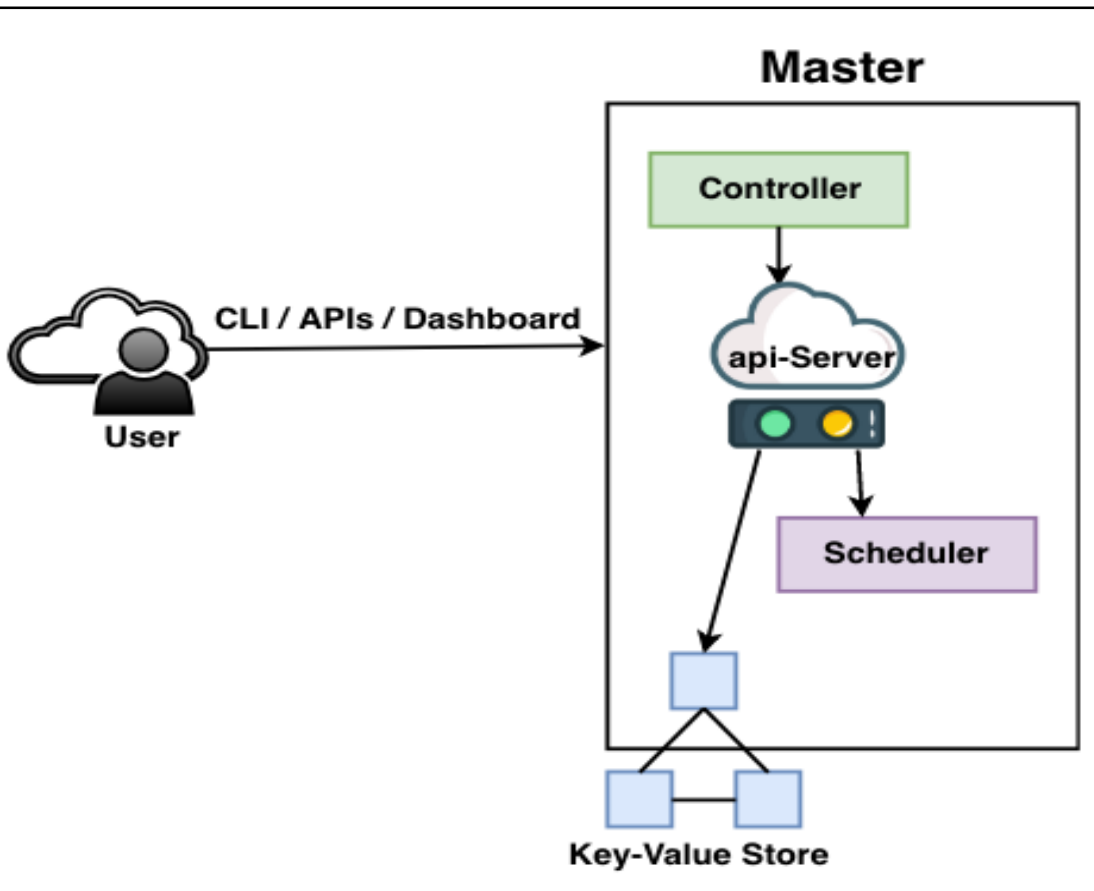 Master
Controller
CLI / APIs / Dashboard
api-Server
User
Scheduler
Key-Value Store